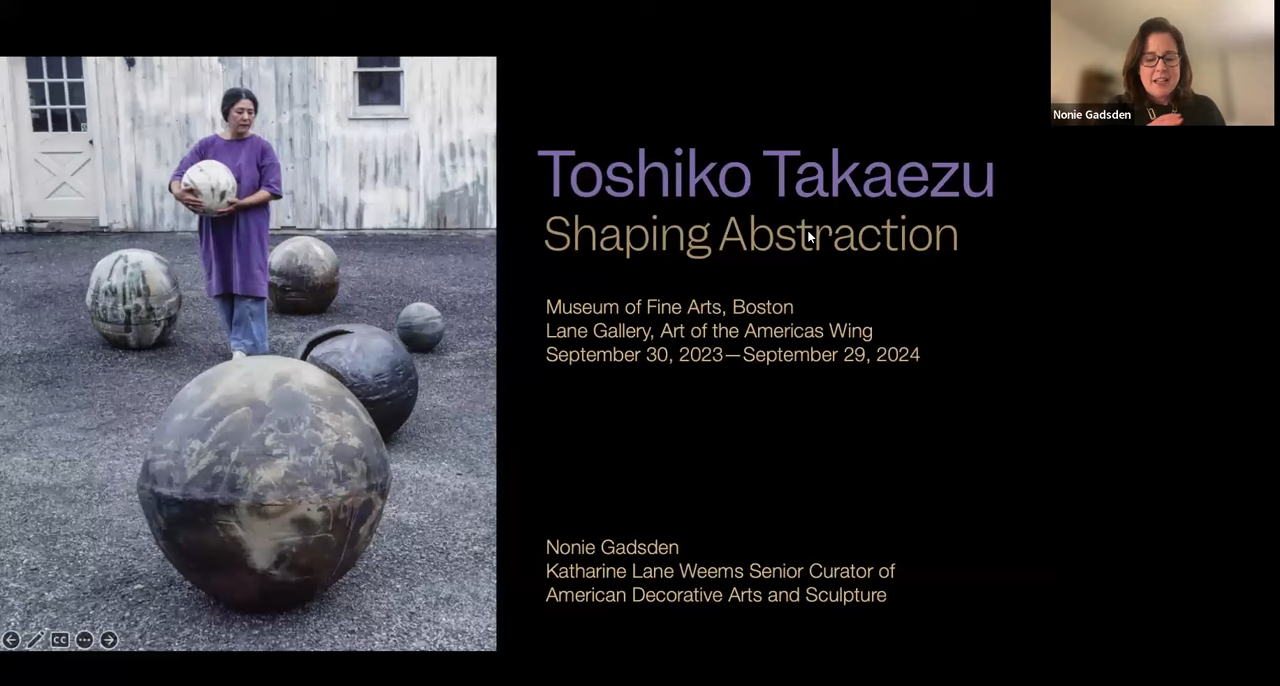 Nonie Gadsden
Toshiko Takaezu
Shaping Abstraction
Museum of Fine Arts, Boston
Lane Gallery, Art of the Americas Wing
September 30, 2023—September 29, 2024
Nonie Gadsden
Katharine Lane Weems Senior Curator of
American Decorative Arts and Sculpture
CC